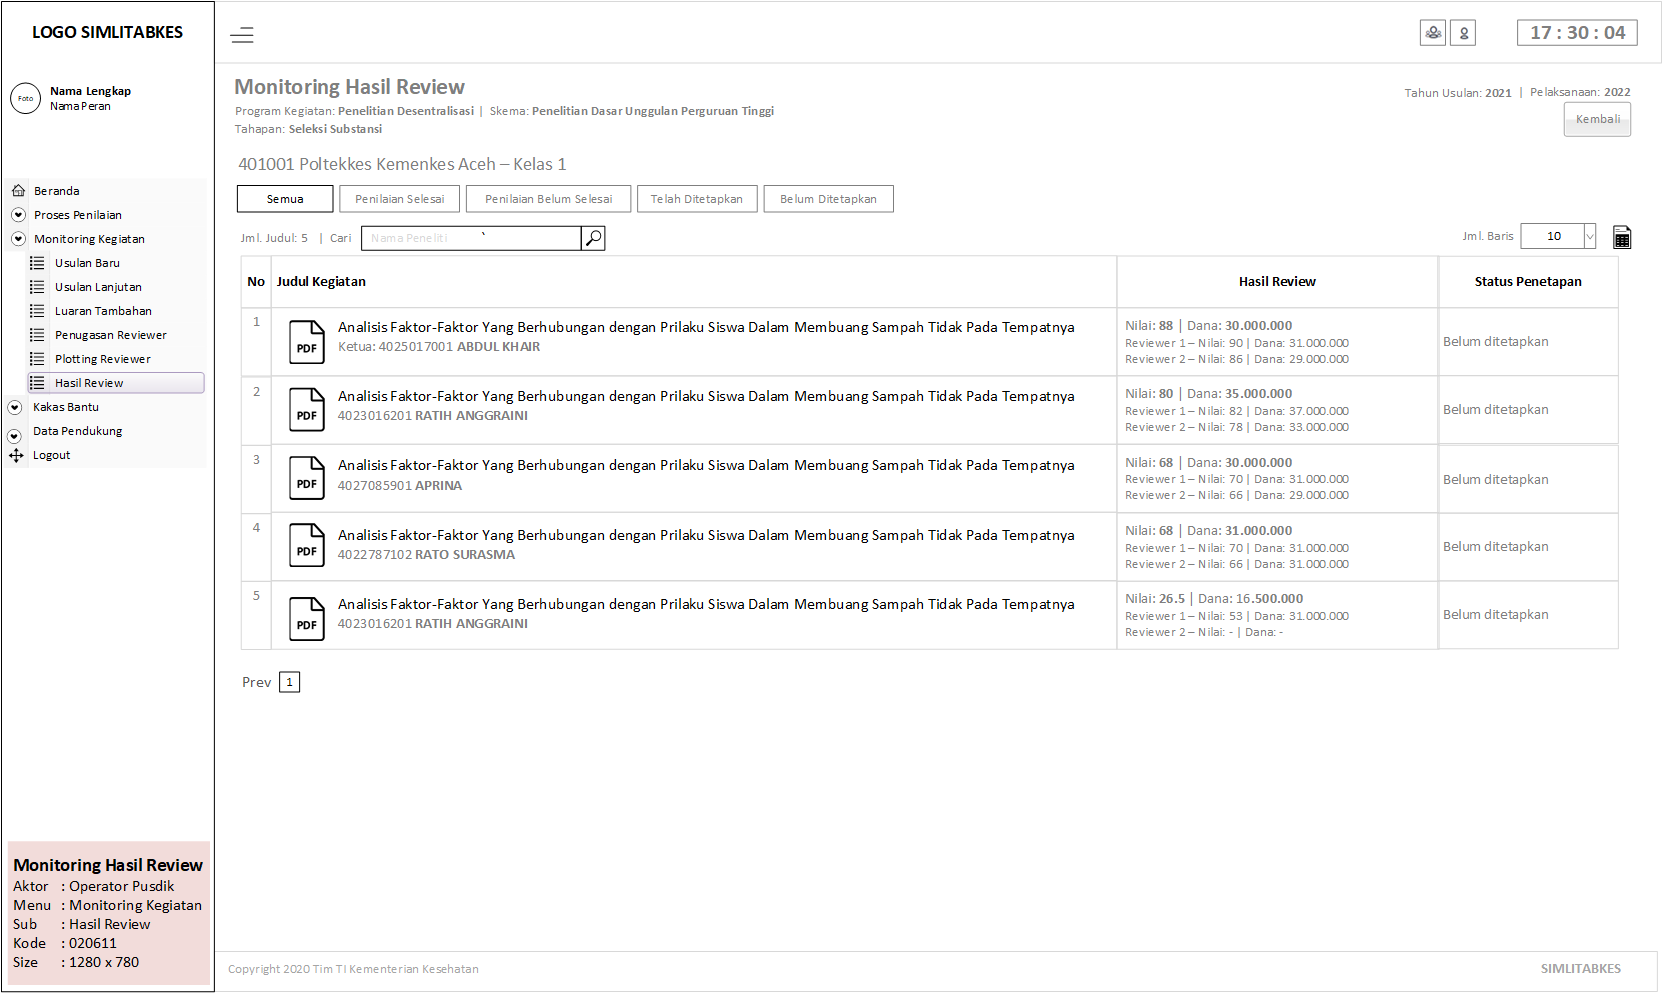 LOGO SIMLITABKES
17 : 30 : 04
Foto
Nama Lengkap
Nama Peran
Beranda
Proses Penilaian
Monitoring Kegiatan
Usulan Baru
Usulan Lanjutan
Luaran Tambahan
Penugasan Reviewer
Plotting Reviewer
Hasil Review
Kakas Bantu
Data Pendukung
Logout
Monitoring Hasil Review
Aktor : Operator Pusdik
Menu : Monitoring Kegiatan
Sub : Hasil Review
Kode : 020611
Size : 1280 x 780
Monitoring Hasil Review
Program Kegiatan: Penelitian Desentralisasi | Skema: Penelitian Dasar Unggulan Perguruan Tinggi
Tahapan: Seleksi Substansi
Tahun Usulan: 2021 | Pelaksanaan: 2022
Kembali
401001 Poltekkes Kemenkes Aceh – Kelas 1
Semua
Penilaian Selesai
Penilaian Belum Selesai
Telah Ditetapkan
Belum Ditetapkan
Jml. Judul: 5 | Cari
Nama Peneliti `
Jml. Baris 10
No Judul Kegiatan Hasil Review Status Penetapan
1
PDF
Analisis Faktor-Faktor Yang Berhubungan dengan Prilaku Siswa Dalam Membuang Sampah Tidak Pada Tempatnya
Ketua: 4025017001 ABDUL KHAIR
Nilai: 88 | Dana: 30.000.000
Reviewer 1 – Nilai: 90 | Dana: 31.000.000
Reviewer 2 – Nilai: 86 | Dana: 29.000.000
Belum ditetapkan
2
PDF
Analisis Faktor-Faktor Yang Berhubungan dengan Prilaku Siswa Dalam Membuang Sampah Tidak Pada Tempatnya
4023016201 RATIH ANGGRAINI
Nilai: 80 | Dana: 35.000.000
Reviewer 1 – Nilai: 82 | Dana: 37.000.000
Reviewer 2 – Nilai: 78 | Dana: 33.000.000
Belum ditetapkan
3
PDF
Analisis Faktor-Faktor Yang Berhubungan dengan Prilaku Siswa Dalam Membuang Sampah Tidak Pada Tempatnya
4027085901 APRINA
Nilai: 68 | Dana: 30.000.000
Reviewer 1 – Nilai: 70 | Dana: 31.000.000
Reviewer 2 – Nilai: 66 | Dana: 29.000.000
Belum ditetapkan
4
PDF
Analisis Faktor-Faktor Yang Berhubungan dengan Prilaku Siswa Dalam Membuang Sampah Tidak Pada Tempatnya
4022787102 RATO SURASMA
Nilai: 68 | Dana: 31.000.000
Reviewer 1 – Nilai: 70 | Dana: 31.000.000
Reviewer 2 – Nilai: 66 | Dana: 31.000.000
Belum ditetapkan
5
PDF
Analisis Faktor-Faktor Yang Berhubungan dengan Prilaku Siswa Dalam Membuang Sampah Tidak Pada Tempatnya
4023016201 RATIH ANGGRAINI
Nilai: 26.5 | Dana: 16.500.000
Reviewer 1 – Nilai: 53 | Dana: 31.000.000
Reviewer 2 – Nilai: - | Dana: -
Belum ditetapkan
Prev 1
Copyright 2020 Tim TI Kementerian Kesehatan
SIMLITABKES